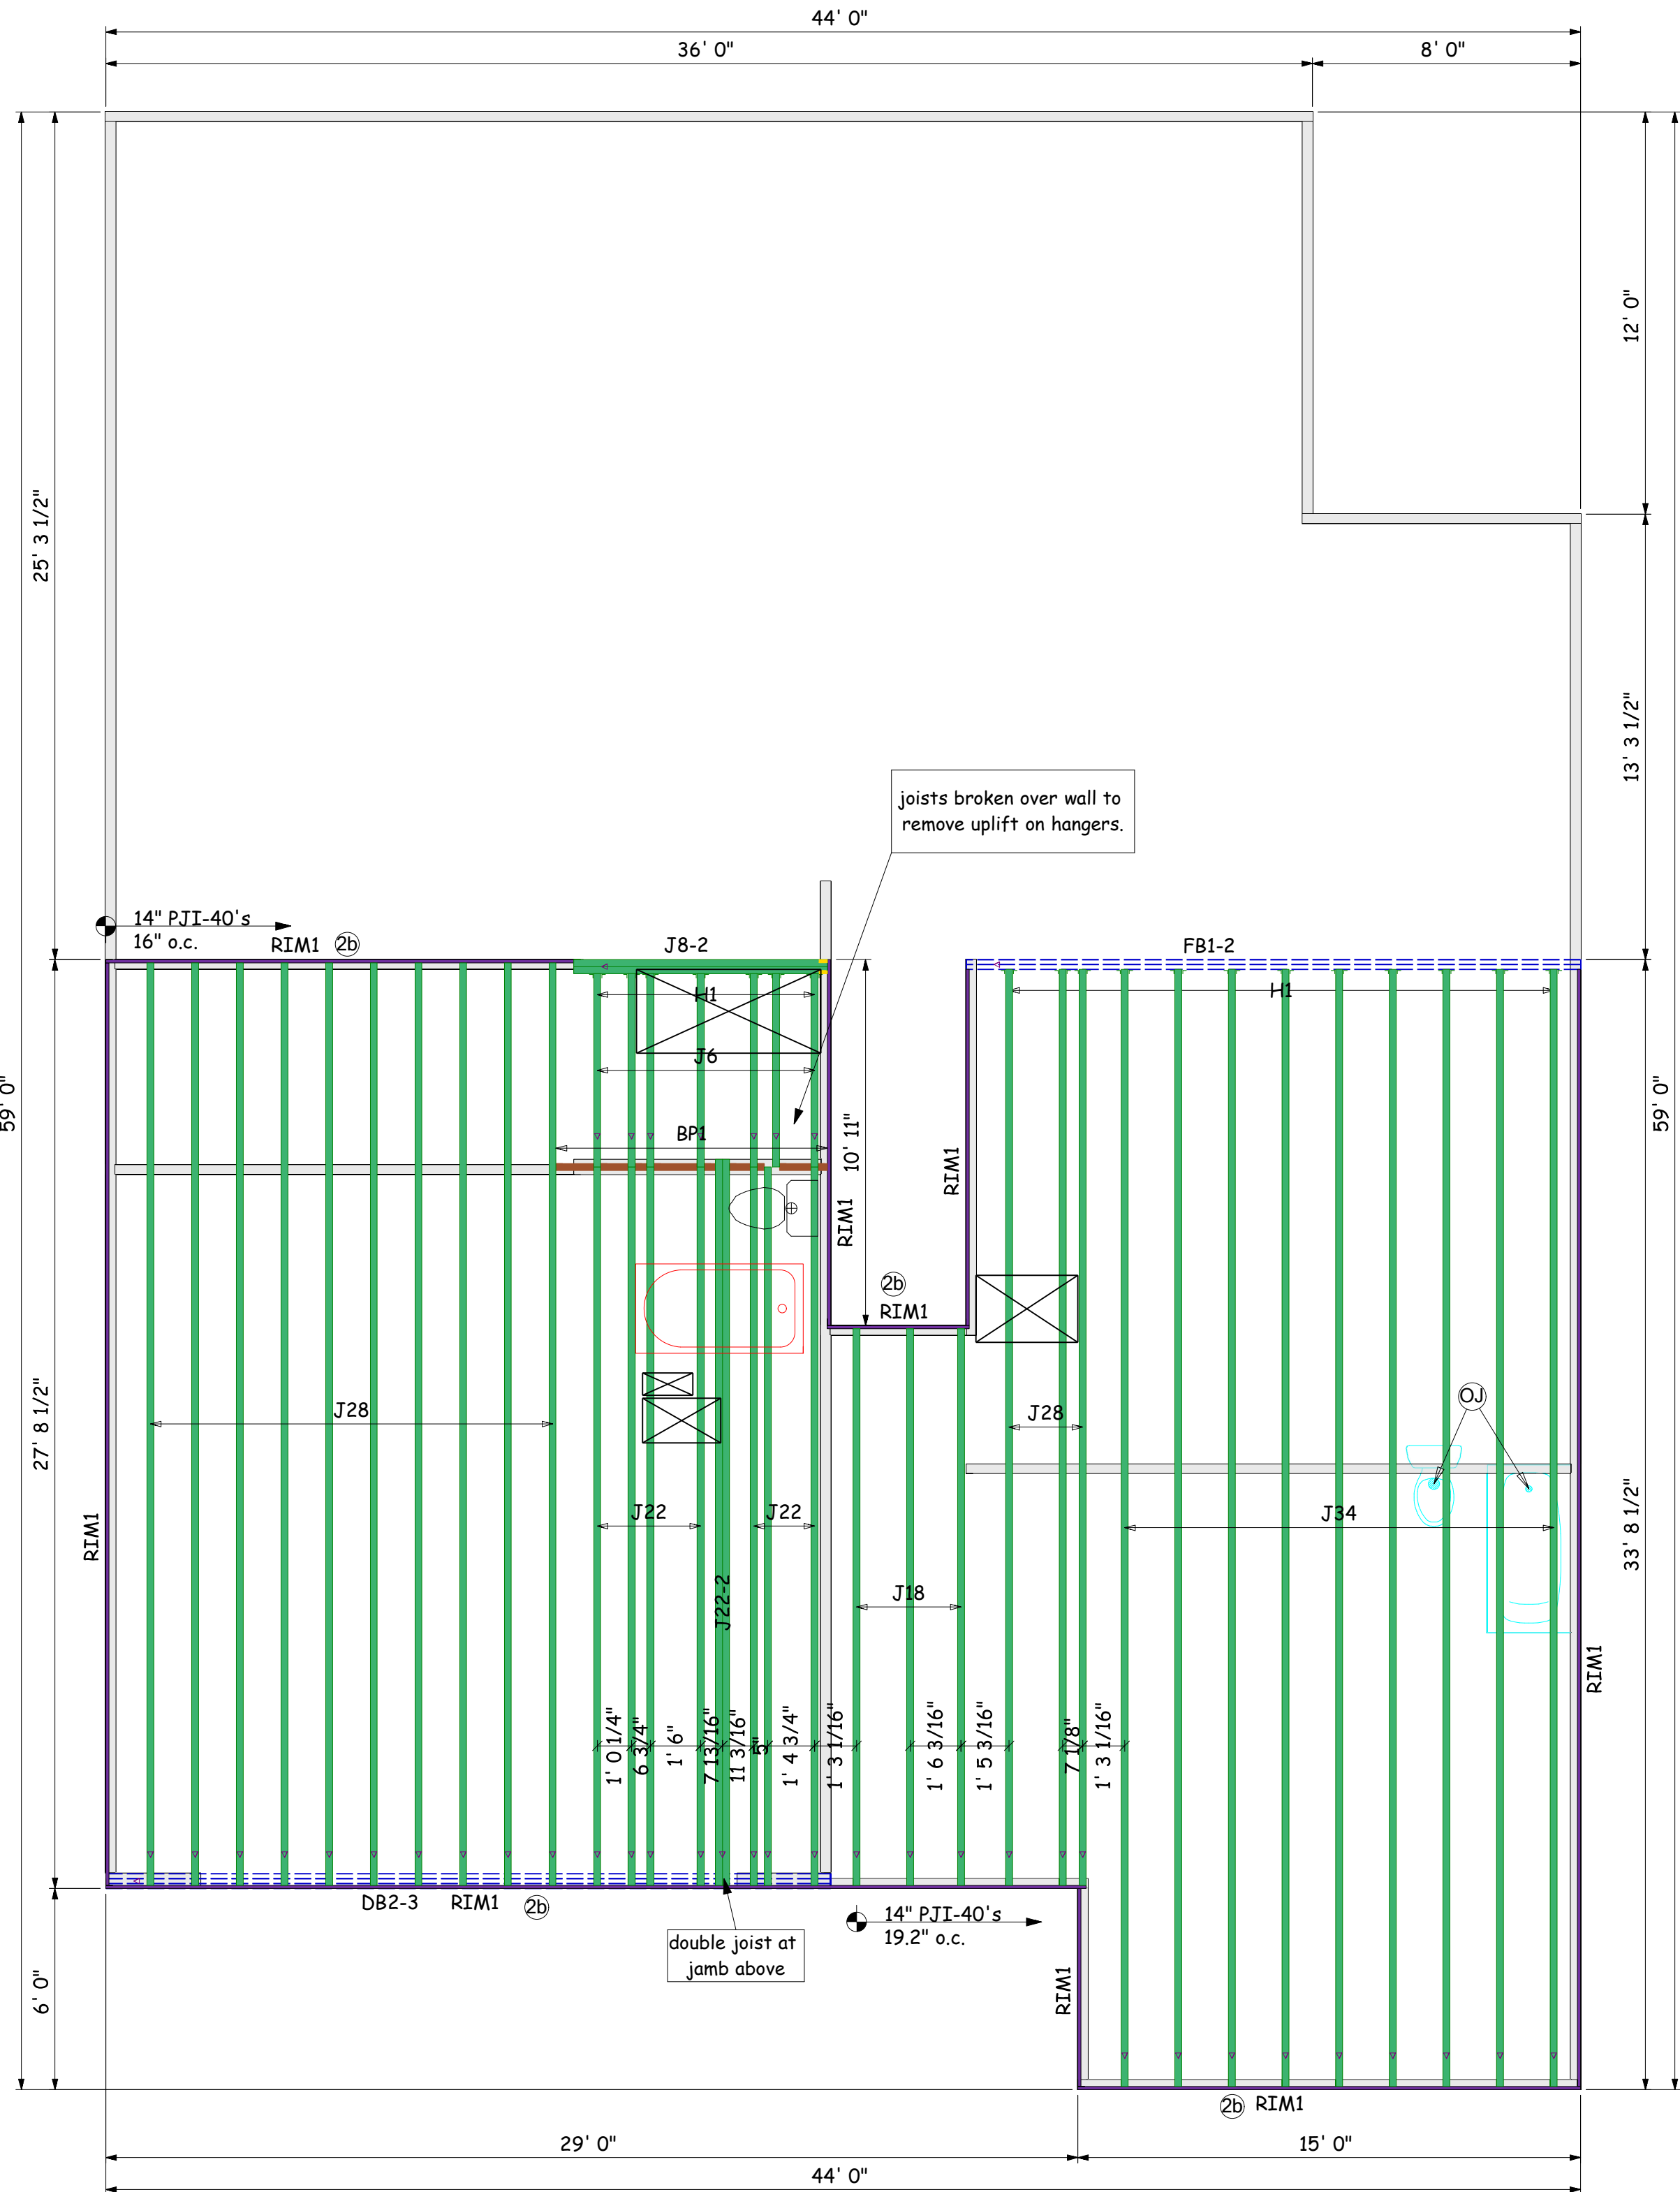 44' 0"
36' 0"
8' 0"
25' 3 1/2"
12' 0"
13' 3 1/2"
59' 0"
59' 0"
joists broken over wall to
remove uplift on hangers.
14" PJI-40's
16" o.c.
RIM1
2b
J8-2
FB1-2
H1
H1
J6
BP1
10' 11"
RIM1
RIM1
2b
RIM1
27' 8 1/2"
J28
J28
OJ
J22
J22
J34
33' 8 1/2"
RIM1
J22-2
J18
RIM1
1' 0 1/4"
6 3/4"
1' 6"
7 13/16"
11 3/16"
5"
1' 4 3/4"
1' 3 1/16"
1' 6 3/16"
1' 5 3/16"
7 1/8"
1' 3 1/16"
DB2-3
RIM1
2b
14" PJI-40's
19.2" o.c.
double joist at
jamb above
6' 0"
RIM1
2b
RIM1
29' 0"
15' 0"
44' 0"